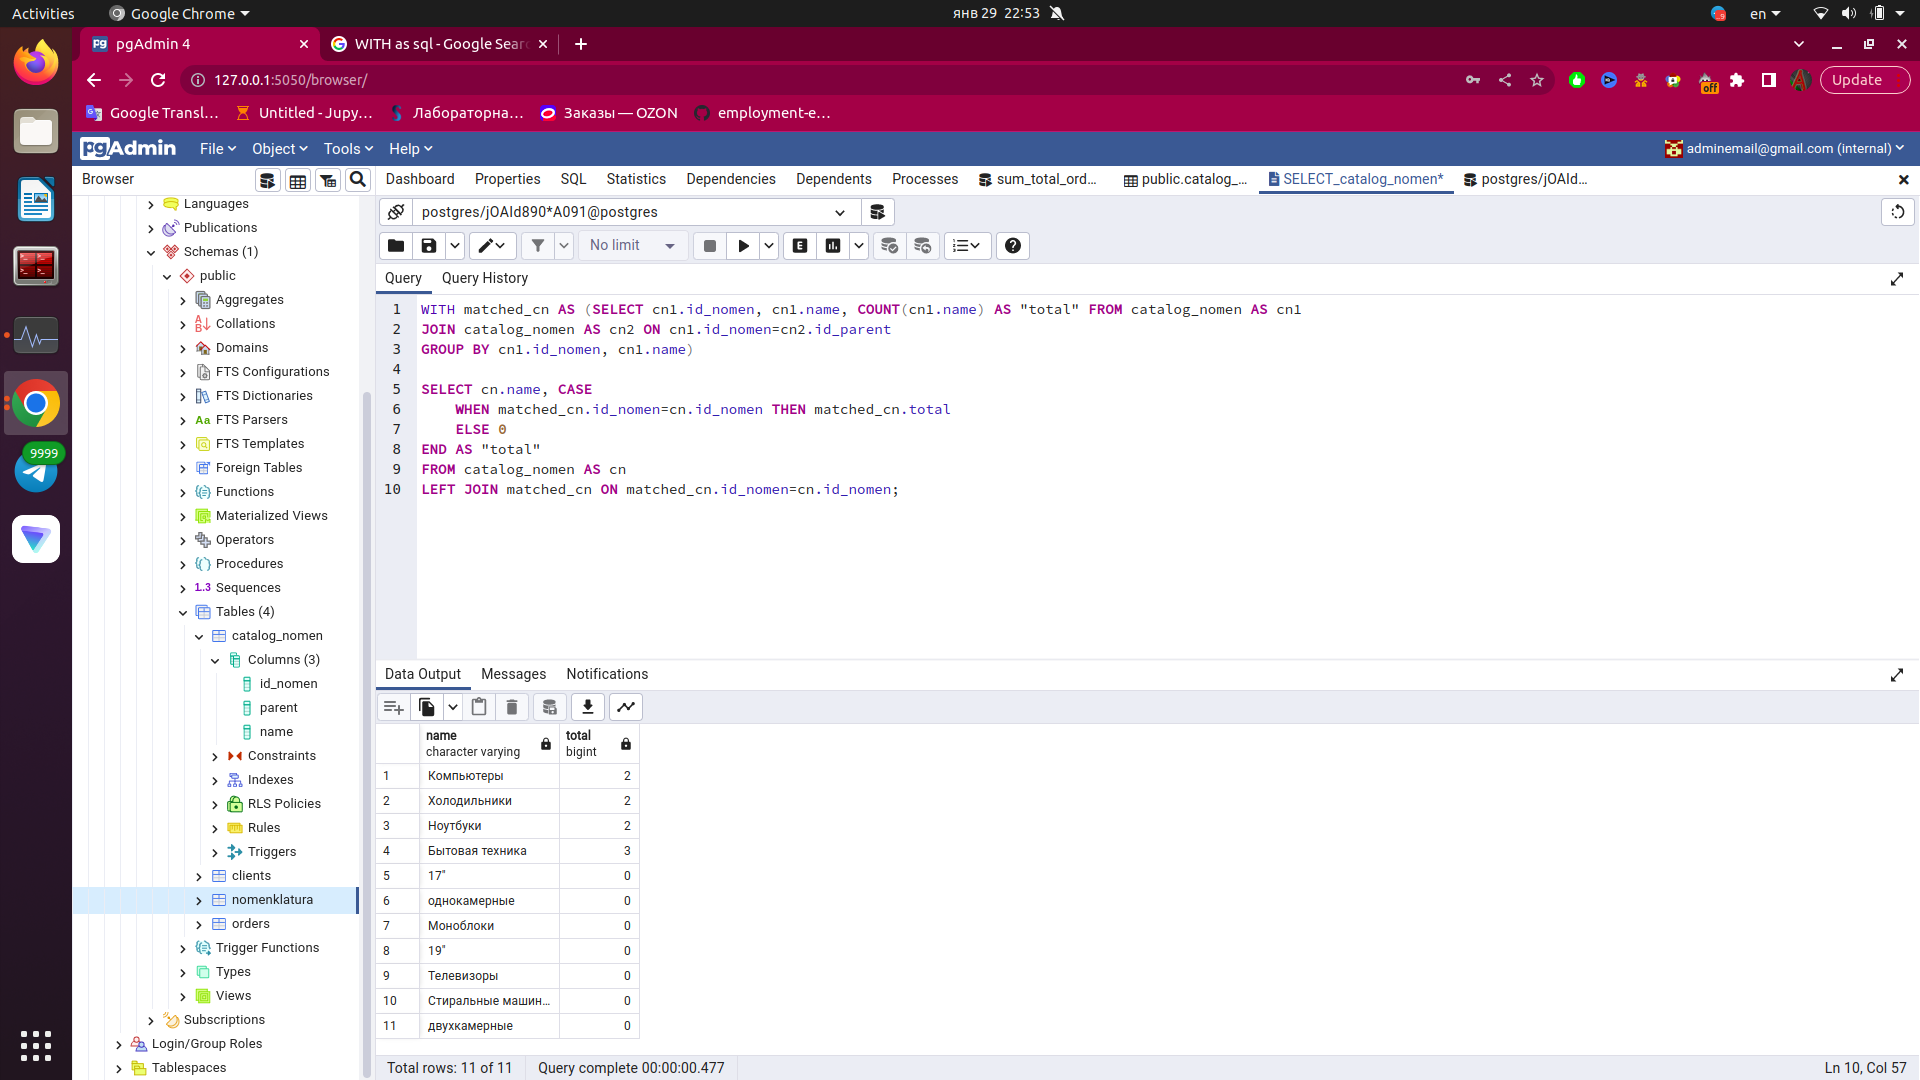 Activities
Google Chrome
янв 29 22:53
en
pgAdmin 4
WITH as sql - Google Sear
127.0.0.1:5050/browser/
off
Update
Google Transl...
Untitled - Jupy...
Лабораторна...
Заказы — OZON
employment-e...
pgAdmin
File
Object
Tools
Help
adminemail@gmail.com (internal)
Browser
Dashboard
Properties
SQL
Statistics
Dependencies
Dependents
Processes
sum_total_ord...
public.catalog_...
SELECT_catalog_nomen*
postgres/jOAId...
postgres/jOAId890*A091@postgres
No limit
Query
Query History
1 WITH matched_cn AS (SELECT cn1.id_nomen, cn1.name, COUNT(cn1.name) AS "total" FROM catalog_nomen AS cn1
2 JOIN catalog_nomen AS cn2 ON cn1.id_nomen=cn2.id_parent
3 GROUP BY cn1.id_nomen, cn1.name)
4
5 SELECT cn.name, CASE
6 WHEN matched_cn.id_nomen=cn.id_nomen THEN matched_cn.total
7 ELSE 0
8 END AS "total"
9 FROM catalog_nomen AS cn
10 LEFT JOIN matched_cn ON matched_cn.id_nomen=cn.id_nomen;
Languages
Publications
Schemas (1)
public
Aggregates
Collations
Domains
FTS Configurations
FTS Dictionaries
Aa FTS Parsers
FTS Templates
Foreign Tables
Functions
Materialized Views
Operators
Procedures
1..3 Sequences
Tables (4)
catalog_nomen
Columns (3)
id_nomen
parent
name
Constraints
Indexes
RLS Policies
Rules
Triggers
clients
nomenklatura
orders
Trigger Functions
Types
Views
Subscriptions
Login/Group Roles
Tablespaces
9999
Data Output
Messages
Notifications
name
character varying
total
bigint
1 Компьютеры 2
2 Холодильники 2
3 Ноутбуки 2
4 Бытовая техника 3
5 17" 0
6 однокамерные 0
7 Моноблоки 0
8 19" 0
9 Телевизоры 0
10 Стиральные машин... 0
11 двухкамерные 0
Total rows: 11 of 11
Query complete 00:00:00.477
Ln 10, Col 57